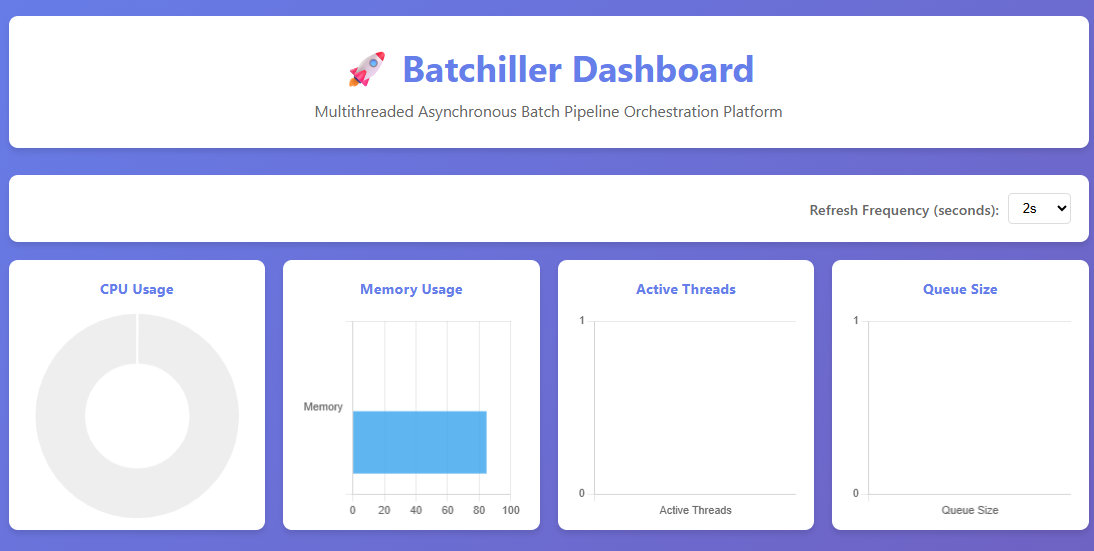 🚀 Batchiller Dashboard
Multithreaded Asynchronous Batch Pipeline Orchestration Platform
Refresh Frequency (seconds): 2s
CPU Usage
Memory Usage
Memory
0 20 40 60 80 100
Active Threads
1
0
Active Threads
Queue Size
1
0
Queue Size